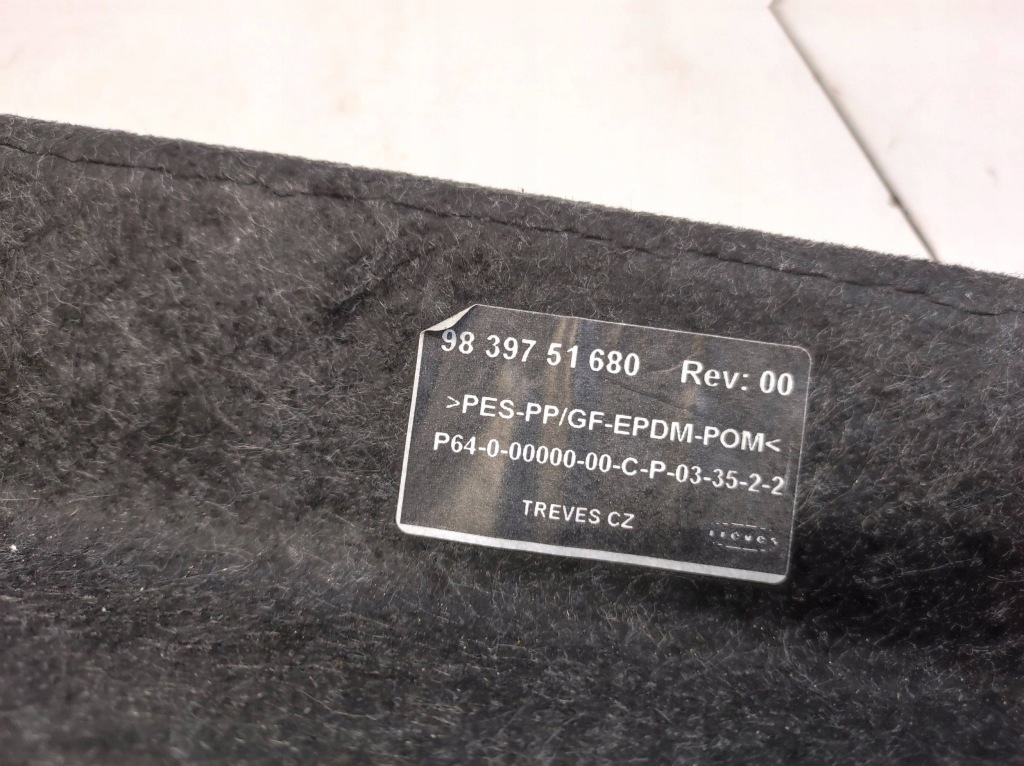 98 397 51 680 Rev: 00
>PES-PP/GF-EPDM-POM<
P64-0-00000-00-C-P-03-35-2-2
TREVES CZ
treves